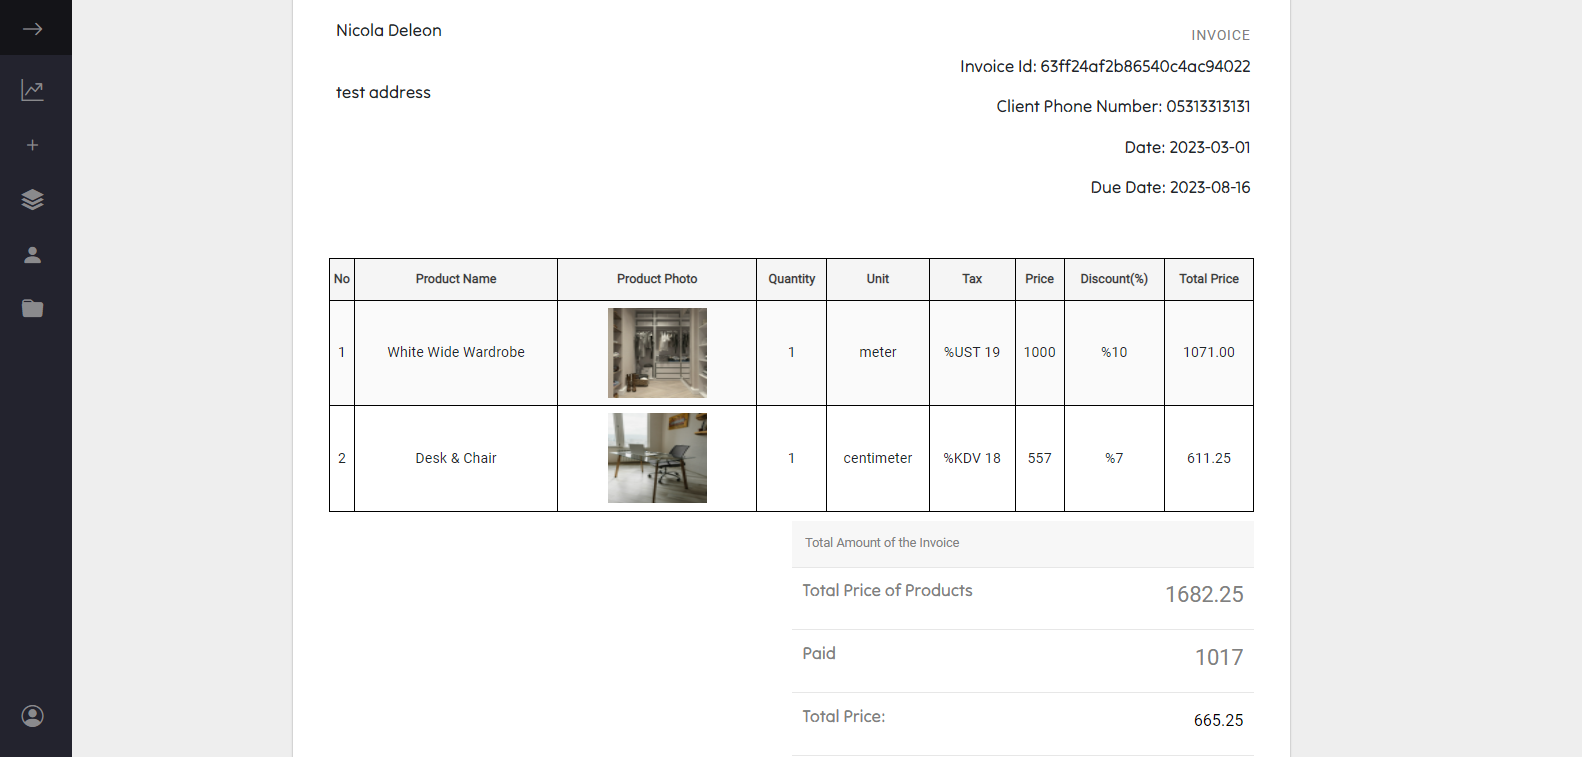 Nicola Deleon
test address
INVOICE
Invoice Id: 63ff24af2b86540c4ac94022
Client Phone Number: 05313313131
Date: 2023-03-01
Due Date: 2023-08-16
No Product Name Product Photo Quantity Unit Tax Price Discount(%) Total Price
1 White Wide Wardrobe 1 meter %UST 19 1000 %10 1071.00
2 Desk & Chair 1 centimeter %KDV 18 557 %7 611.25
Total Amount of the Invoice
Total Price of Products 1682.25
Paid 1017
Total Price: 665.25